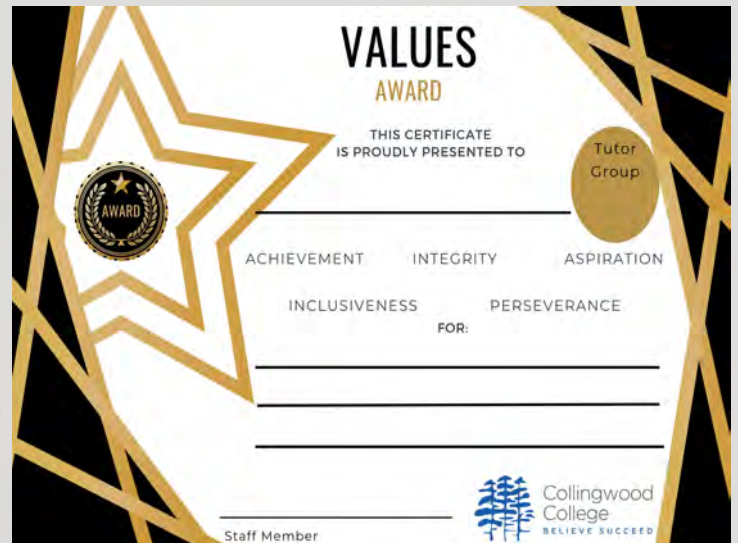 VALUES
AWARD
THIS CERTIFICATE
IS PROUDLY PRESENTED TO
Tutor
Group
AWARD
ACHIEVEMENT INTEGRITY ASPIRATION
INCLUSIVENESS PERSEVERANCE
FOR:
Collingwood
College
BELIEVE SUCCEED
Staff Member